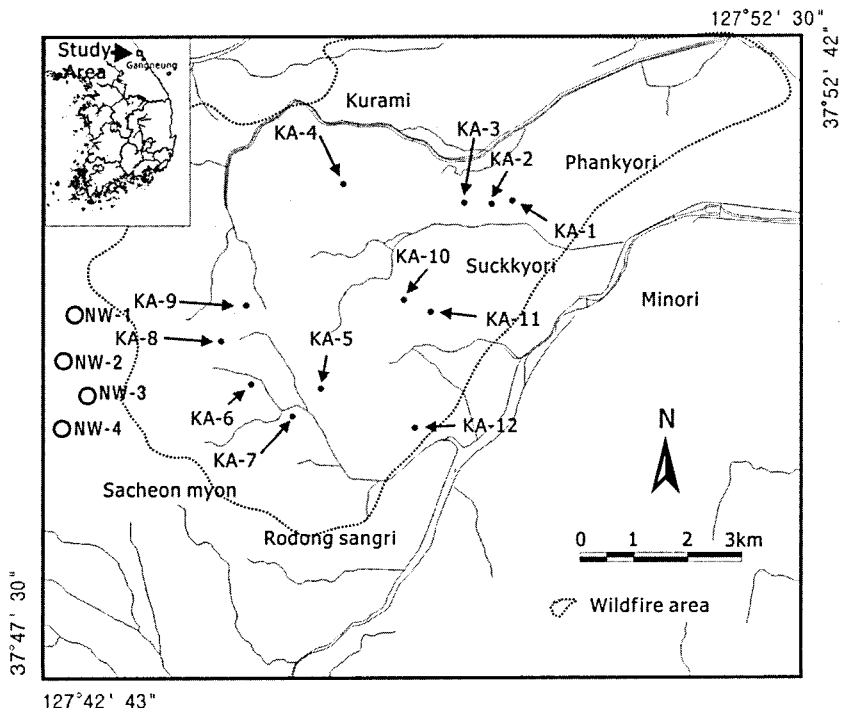 127°52' 30"
37°52' 42"
Study
Area
Gangneung
Kurami
KA-4
KA-3
KA-2
Phankyori
KA-1
KA-10
Suckkyori
Minori
KA-9
NW-1
KA-11
KA-8
KA-5
NW-2
NW-3
KA-6
NW-4
KA-12
KA-7
N
Sacheon myon
Rodong sangri
0 1 2 3km
Wildfire area
37°47' 30"
127°42' 43"